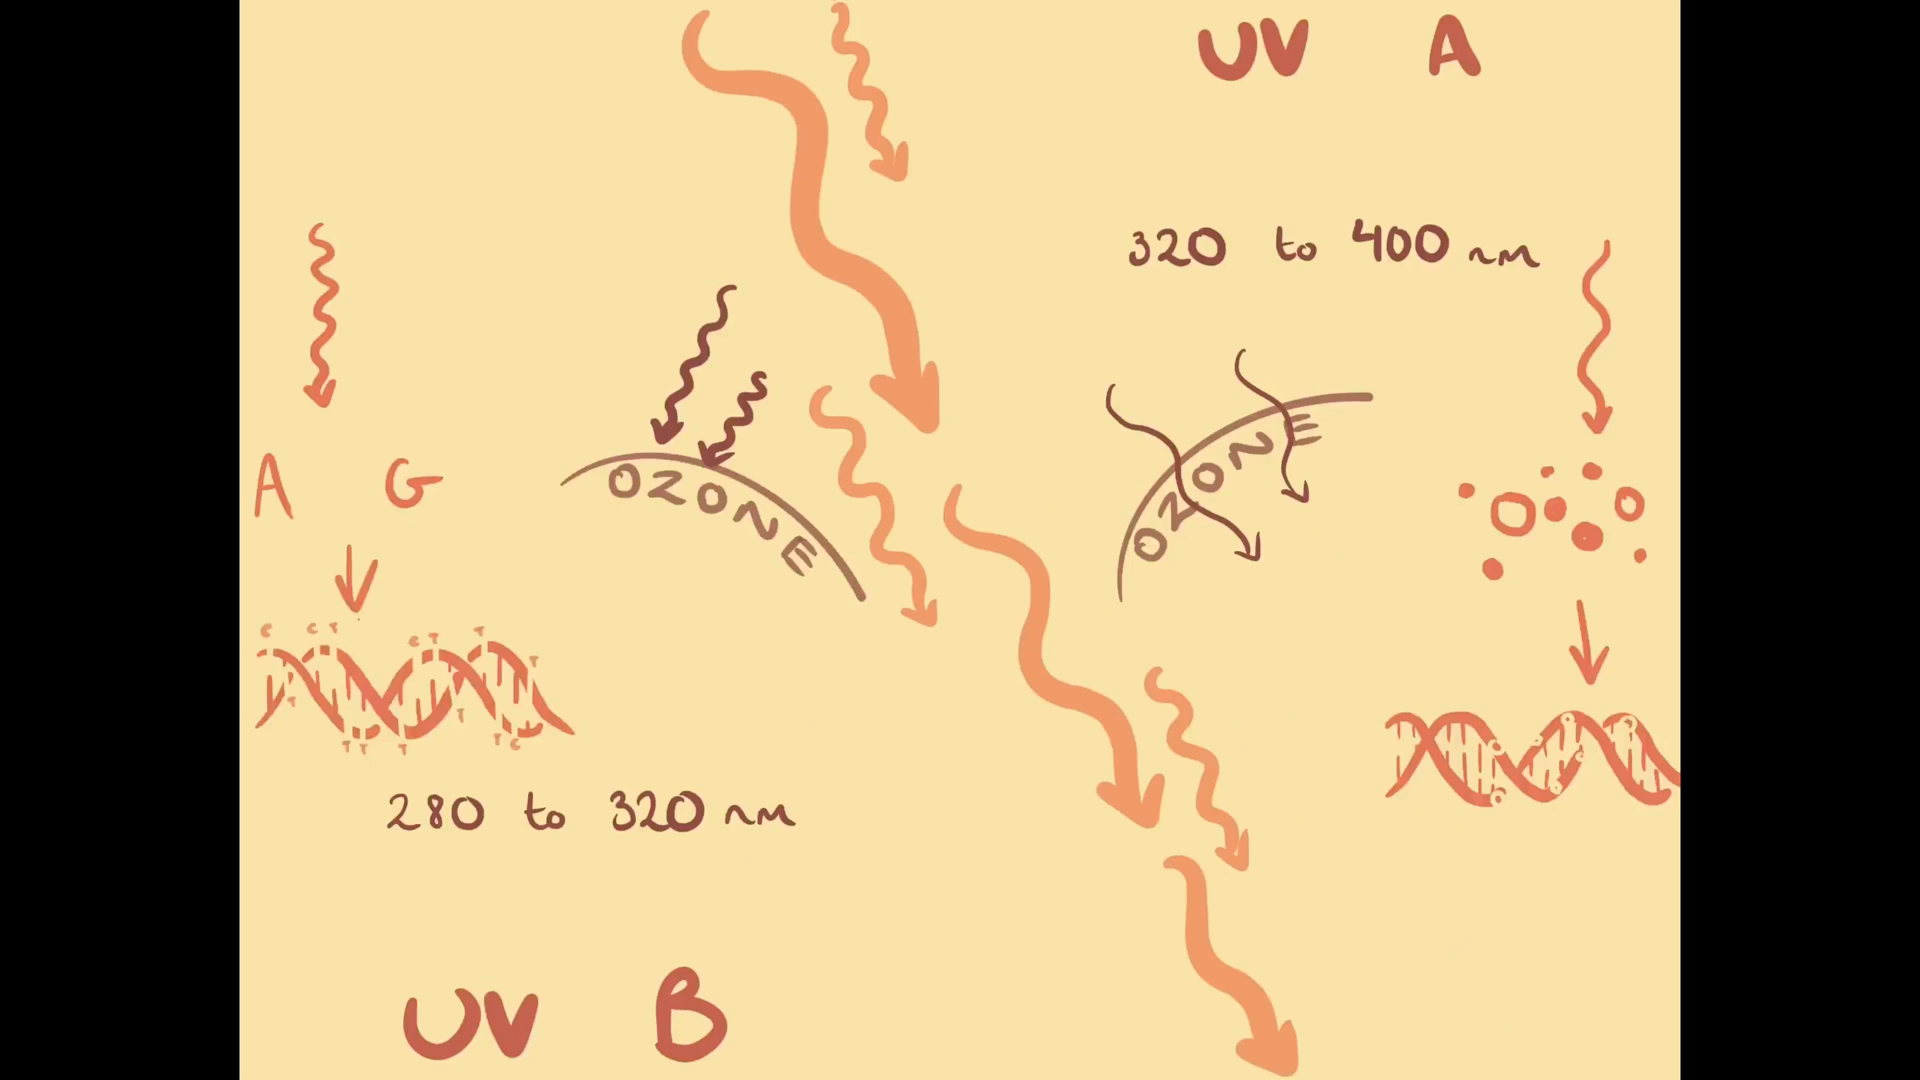 UV A
320 to 400 nm
OZONE
OZONE
A G
C C T C T T
T
T
T
T T T T C
280 to 320 nm
UV B